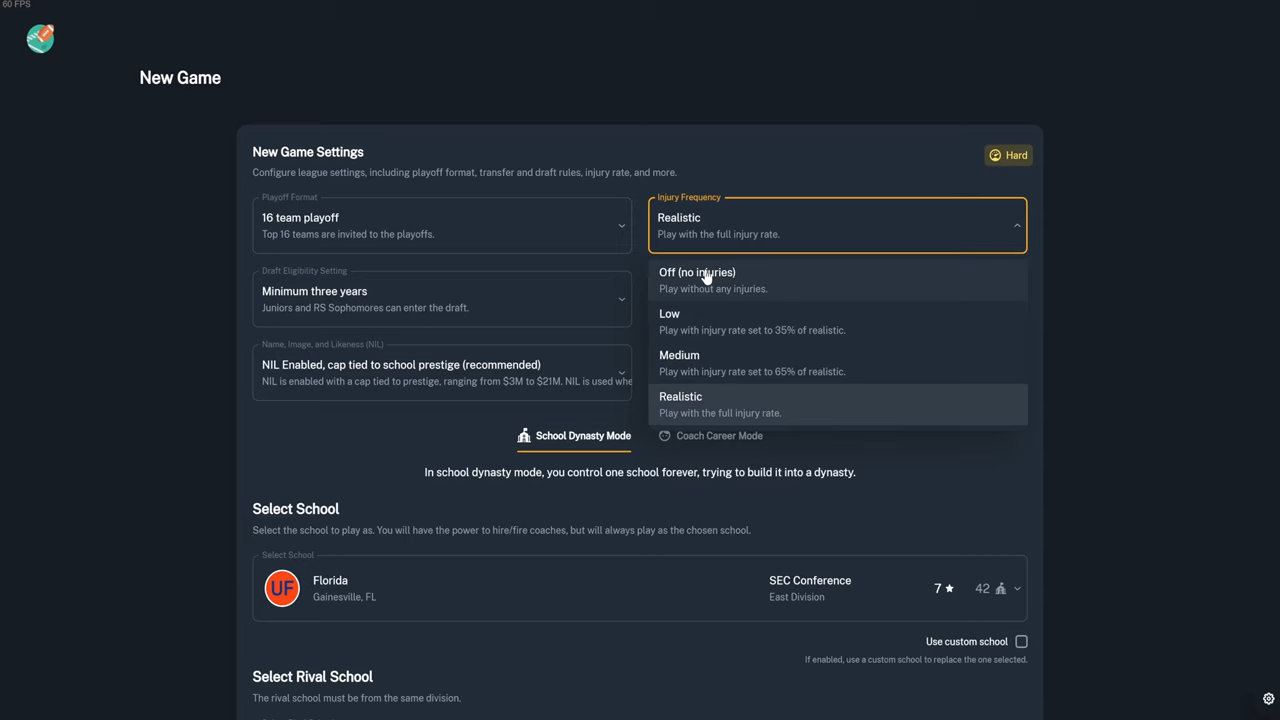 60 FPS
New Game
New Game Settings
Configure league settings, including playoff format, transfer and draft rules, injury rate, and more.
Hard
Playoff Format
16 team playoff
Top 16 teams are invited to the playoffs.
Injury Frequency
Realistic
Play with the full injury rate.
Draft Eligibility Setting
Minimum three years
Juniors and RS Sophomores can enter the draft.
Off (no injuries)
Play without any injuries.
Low
Play with injury rate set to 35% of realistic.
Medium
Play with injury rate set to 65% of realistic.
Realistic
Play with the full injury rate.
Name, Image, and Likeness (NIL)
NIL Enabled, cap tied to school prestige (recommended)
NIL is enabled with a cap tied to prestige, ranging from $3M to $21M. NIL is used whe
School Dynasty Mode
Coach Career Mode
In school dynasty mode, you control one school forever, trying to build it into a dynasty.
Select School
Select the school to play as. You will have the power to hire/fire coaches, but will always play as the chosen school.
Select School
UF
Florida
Gainesville, FL
SEC Conference
East Division
7
42
Use custom school
If enabled, use a custom school to replace the one selected.
Select Rival School
The rival school must be from the same division.